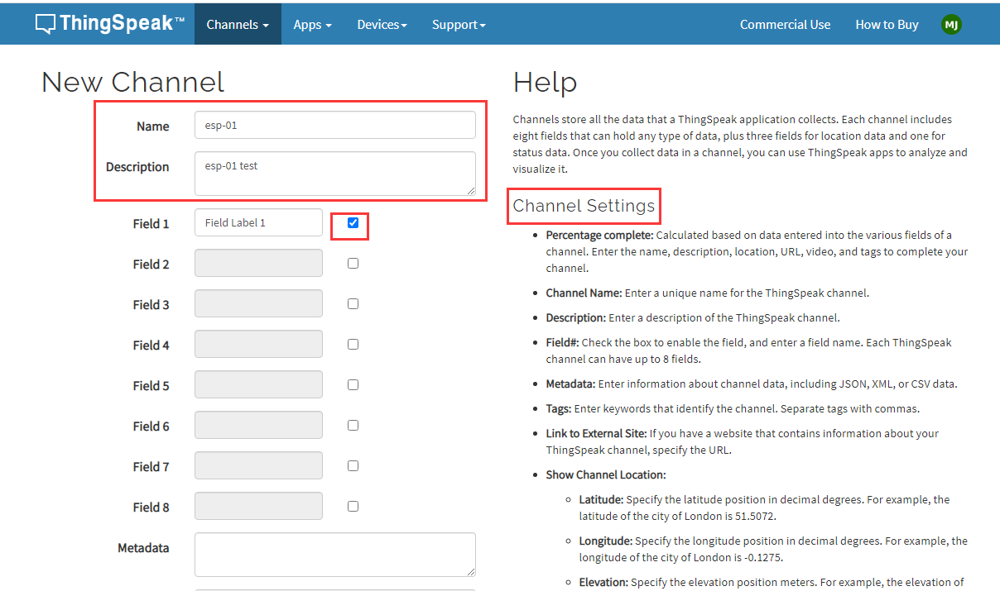 ThingSpeak™ Channels Apps Devices Support Commercial Use How to Buy MJ
New Channel
Name esp-01
Description esp-01 test
Field 1 Field Label 1
Field 2
Field 3
Field 4
Field 5
Field 6
Field 7
Field 8
Metadata
Help
Channels store all the data that a ThingSpeak application collects. Each channel includes
eight fields that can hold any type of data, plus three fields for location data and one for
status data. Once you collect data in a channel, you can use ThingSpeak apps to analyze and
visualize it.
Channel Settings
• Percentage complete: Calculated based on data entered into the various fields of a
channel. Enter the name, description, location, URL, video, and tags to complete your
channel.
• Channel Name: Enter a unique name for the ThingSpeak channel.
• Description: Enter a description of the ThingSpeak channel.
• Field#: Check the box to enable the field, and enter a field name. Each ThingSpeak
channel can have up to 8 fields.
• Metadata: Enter information about channel data, including JSON, XML, or CSV data.
• Tags: Enter keywords that identify the channel. Separate tags with commas.
• Link to External Site: If you have a website that contains information about your
ThingSpeak channel, specify the URL.
• Show Channel Location:
◦ Latitude: Specify the latitude position in decimal degrees. For example, the
latitude of the city of London is 51.5072.
◦ Longitude: Specify the longitude position in decimal degrees. For example, the
longitude of the city of London is -0.1275.
◦ Elevation: Specify the elevation position meters. For example, the elevation of